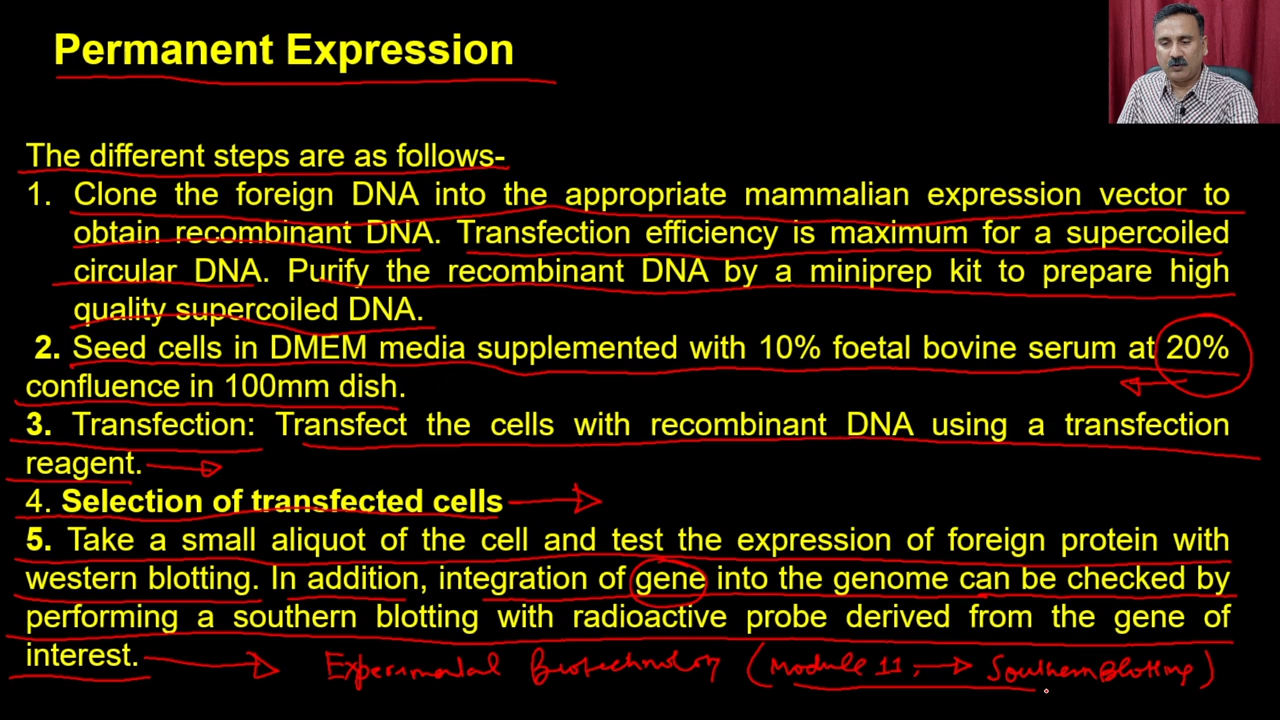 Permanent Expression
The different steps are as follows-
1. Clone the foreign DNA into the appropriate mammalian expression vector to
obtain recombinant DNA. Transfection efficiency is maximum for a supercoiled
circular DNA. Purify the recombinant DNA by a miniprep kit to prepare high
quality supercoiled DNA.
2. Seed cells in DMEM media supplemented with 10% foetal bovine serum at 20%
confluence in 100mm dish.
3. Transfection: Transfect the cells with recombinant DNA using a transfection
reagent.
4. Selection of transfected cells
5. Take a small aliquot of the cell and test the expression of foreign protein with
western blotting. In addition, integration of gene into the genome can be checked by
performing a southern blotting with radioactive probe derived from the gene of
interest.
Experimental Biotechnology (Module 11, → Southern Blotting)